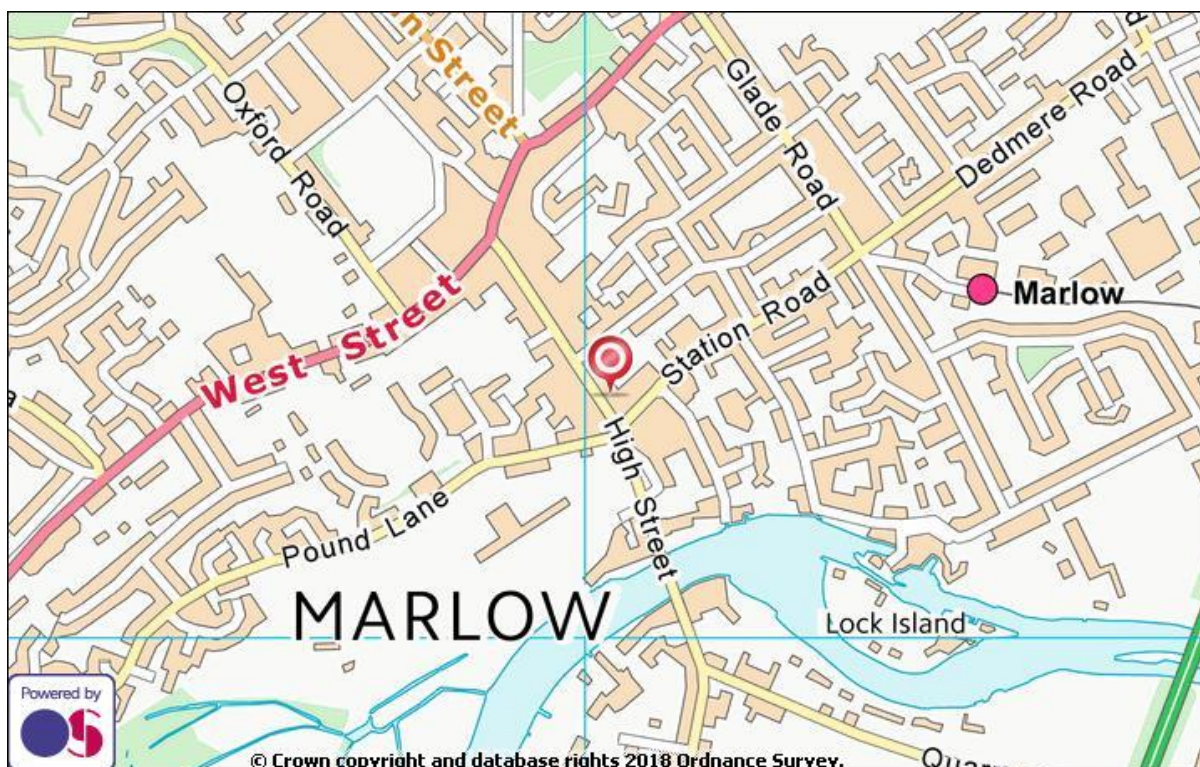 Oxford Road
Glade Road
Dedmere Road
West Street
Station Road
Marlow
High Street
Pound Lane
MARLOW
Lock Island
Powered by
OS
© Crown copyright and database rights 2018 Ordnance Survey.